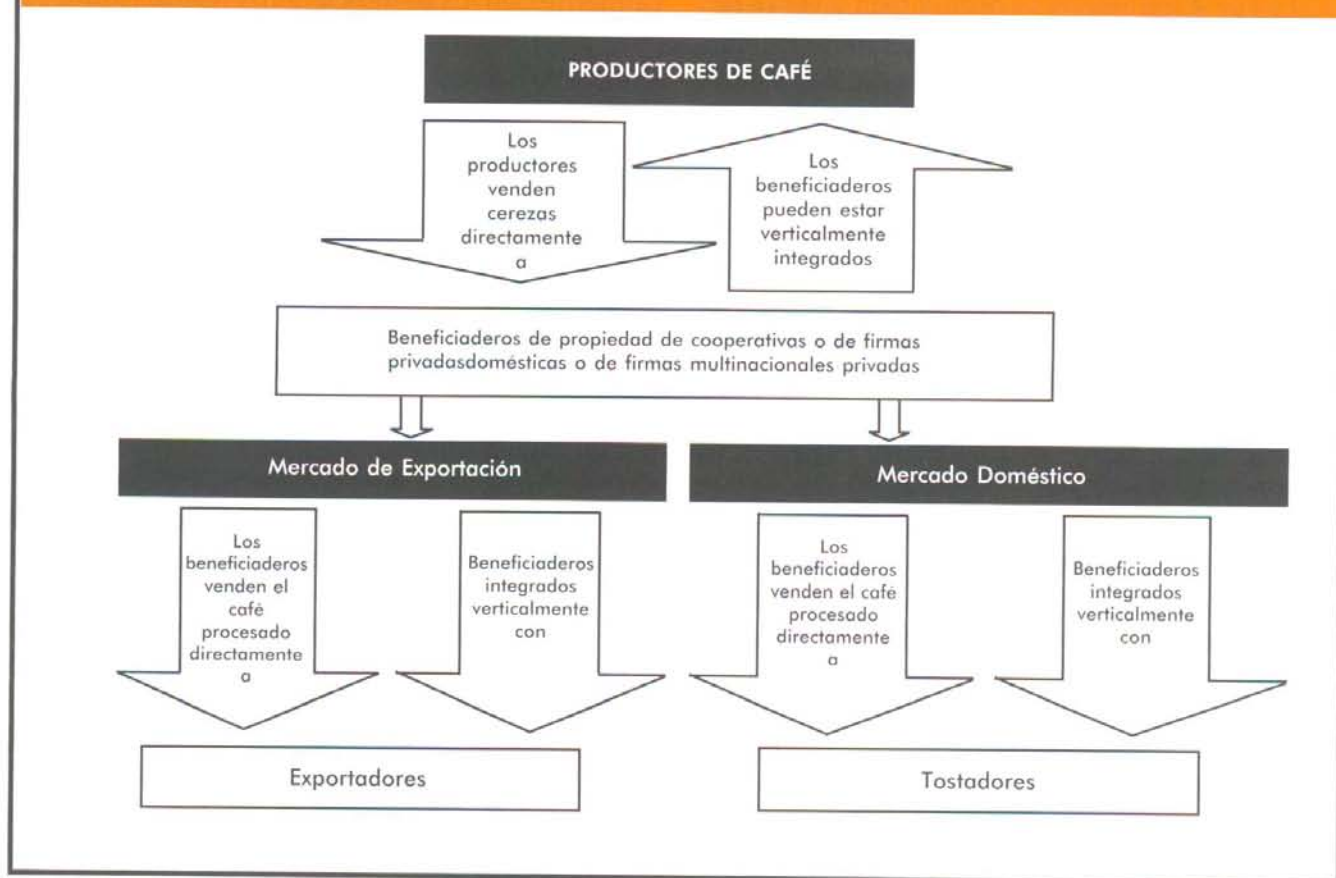 PRODUCTORES DE CAFÉ
Los
productores
venden
cerezas
directamente
a
Los
beneficiaderos
pueden estar
verticalmente
integrados
Beneficiaderos de propiedad de cooperativas o de firmas
privadasdomésticas o de firmas multinacionales privadas
Mercado de Exportación
Mercado Doméstico
Los
beneficiaderos
venden el
café
procesado
directamente
a
Beneficiaderos
integrados
verticalmente
con
Los
beneficiaderos
venden el café
procesado
directamente
a
Beneficiaderos
integrados
verticalmente
con
Exportadores
Tostadores